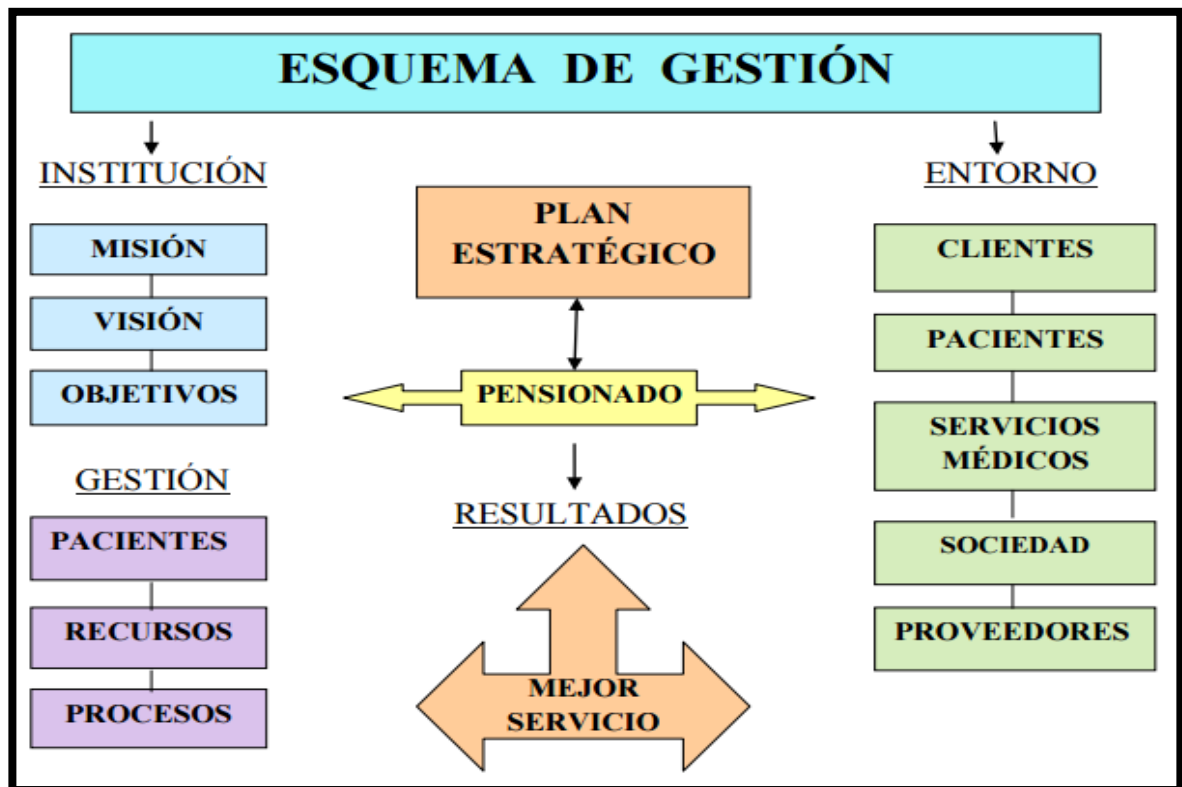 ESQUEMA DE GESTIÓN
INSTITUCIÓN
MISIÓN
VISIÓN
OBJETIVOS
GESTIÓN
PACIENTES
RECURSOS
PROCESOS
PLAN
ESTRATÉGICO
PENSIONADO
RESULTADOS
MEJOR
SERVICIO
ENTORNO
CLIENTES
PACIENTES
SERVICIOS
MÉDICOS
SOCIEDAD
PROVEEDORES